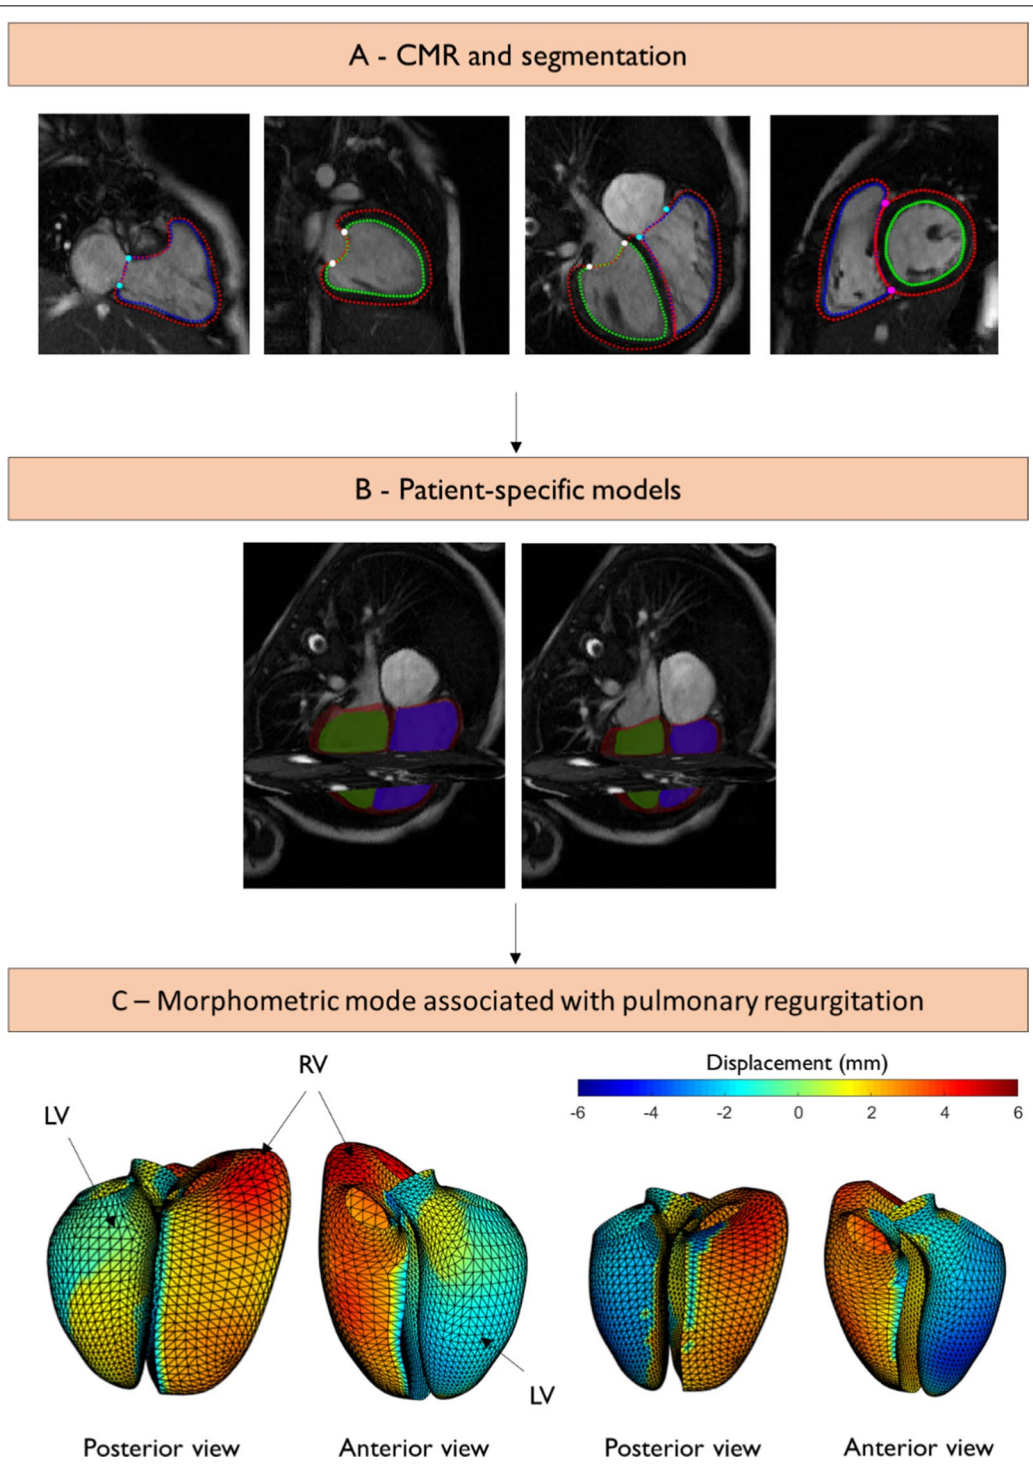 A - CMR and segmentation
B - Patient-specific models
C – Morphometric mode associated with pulmonary regurgitation
RV
Displacement (mm)
-6 -4 -2 0 2 4 6
LV
LV
Posterior view Anterior view Posterior view Anterior view